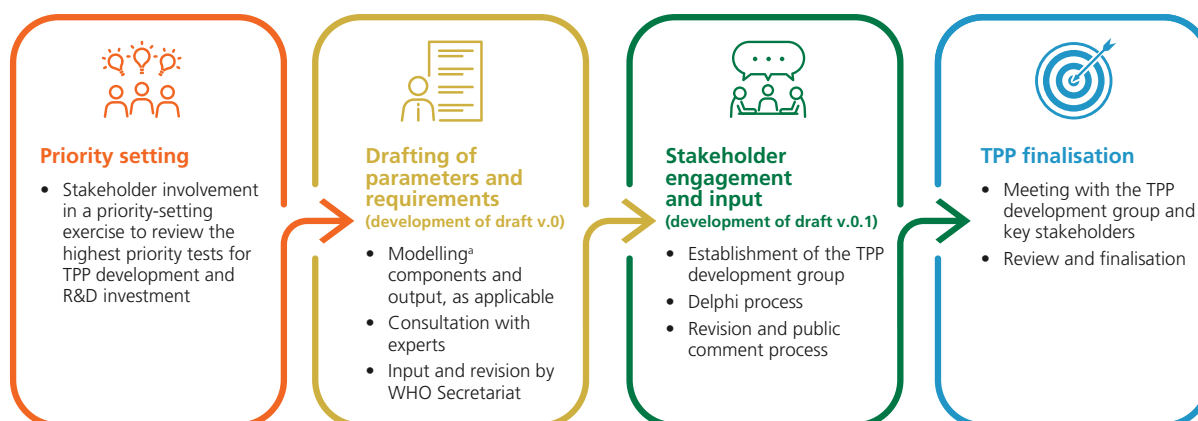 Priority setting
• Stakeholder involvement
in a priority-setting
exercise to review the
highest priority tests for
TPP development and
R&D investment
Drafting of
parameters and
requirements
(development of draft v.0)
• Modellingᵃ
components and
output, as applicable
• Consultation with
experts
• Input and revision by
WHO Secretariat
Stakeholder
engagement
and input
(development of draft v.0.1)
• Establishment of the TPP
development group
• Delphi process
• Revision and public
comment process
TPP finalisation
• Meeting with the TPP
development group and
key stakeholders
• Review and finalisation